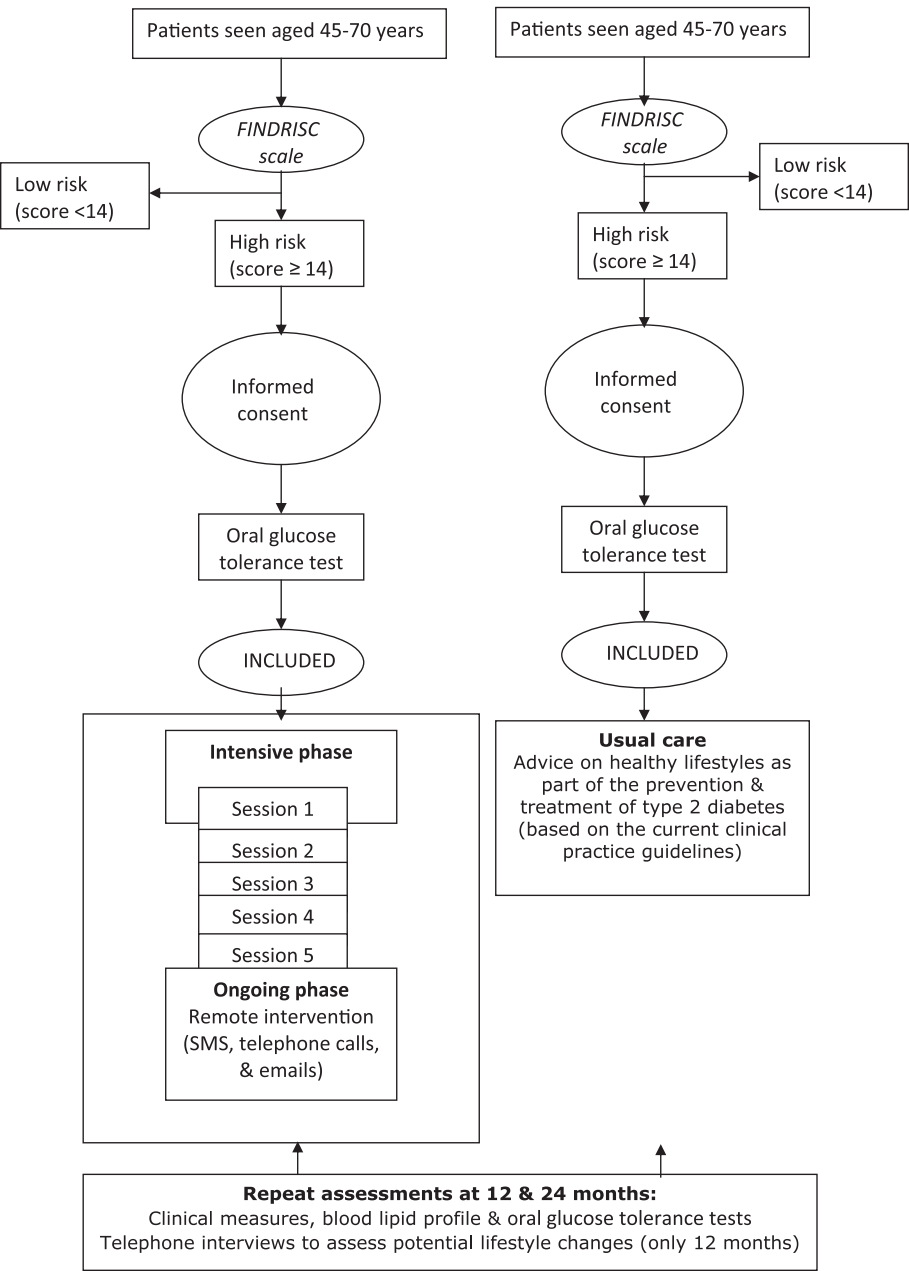 Patients seen aged 45-70 years
FINDRISC
scale
Low risk
(score <14)
High risk
(score ≥ 14)
Informed
consent
Oral glucose
tolerance test
INCLUDED
Intensive phase
Session 1
Session 2
Session 3
Session 4
Session 5
Ongoing phase
Remote intervention
(SMS, telephone calls,
& emails)
Patients seen aged 45-70 years
FINDRISC
scale
Low risk
(score <14)
High risk
(score ≥ 14)
Informed
consent
Oral glucose
tolerance test
INCLUDED
Usual care
Advice on healthy lifestyles as
part of the prevention &
treatment of type 2 diabetes
(based on the current clinical
practice guidelines)
Repeat assessments at 12 & 24 months:
Clinical measures, blood lipid profile & oral glucose tolerance tests
Telephone interviews to assess potential lifestyle changes (only 12 months)